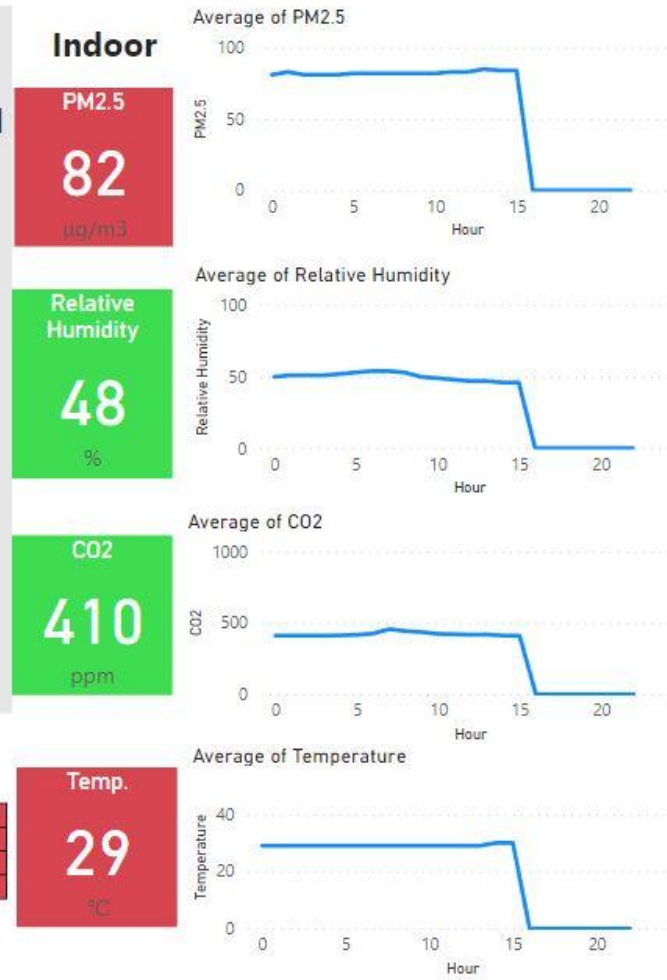 Indoor
PM2.5
82
µg/m3
Average of PM2.5
PM2.5
100
50
0
0 5 10 15 20
Hour
Relative
Humidity
48
%
Average of Relative Humidity
Relative Humidity
100
50
0
0 5 10 15 20
Hour
CO2
410
ppm
Average of CO2
CO2
1000
500
0
0 5 10 15 20
Hour
Temp.
29
°C
Average of Temperature
Temperature
40
20
0
0 5 10 15 20
Hour